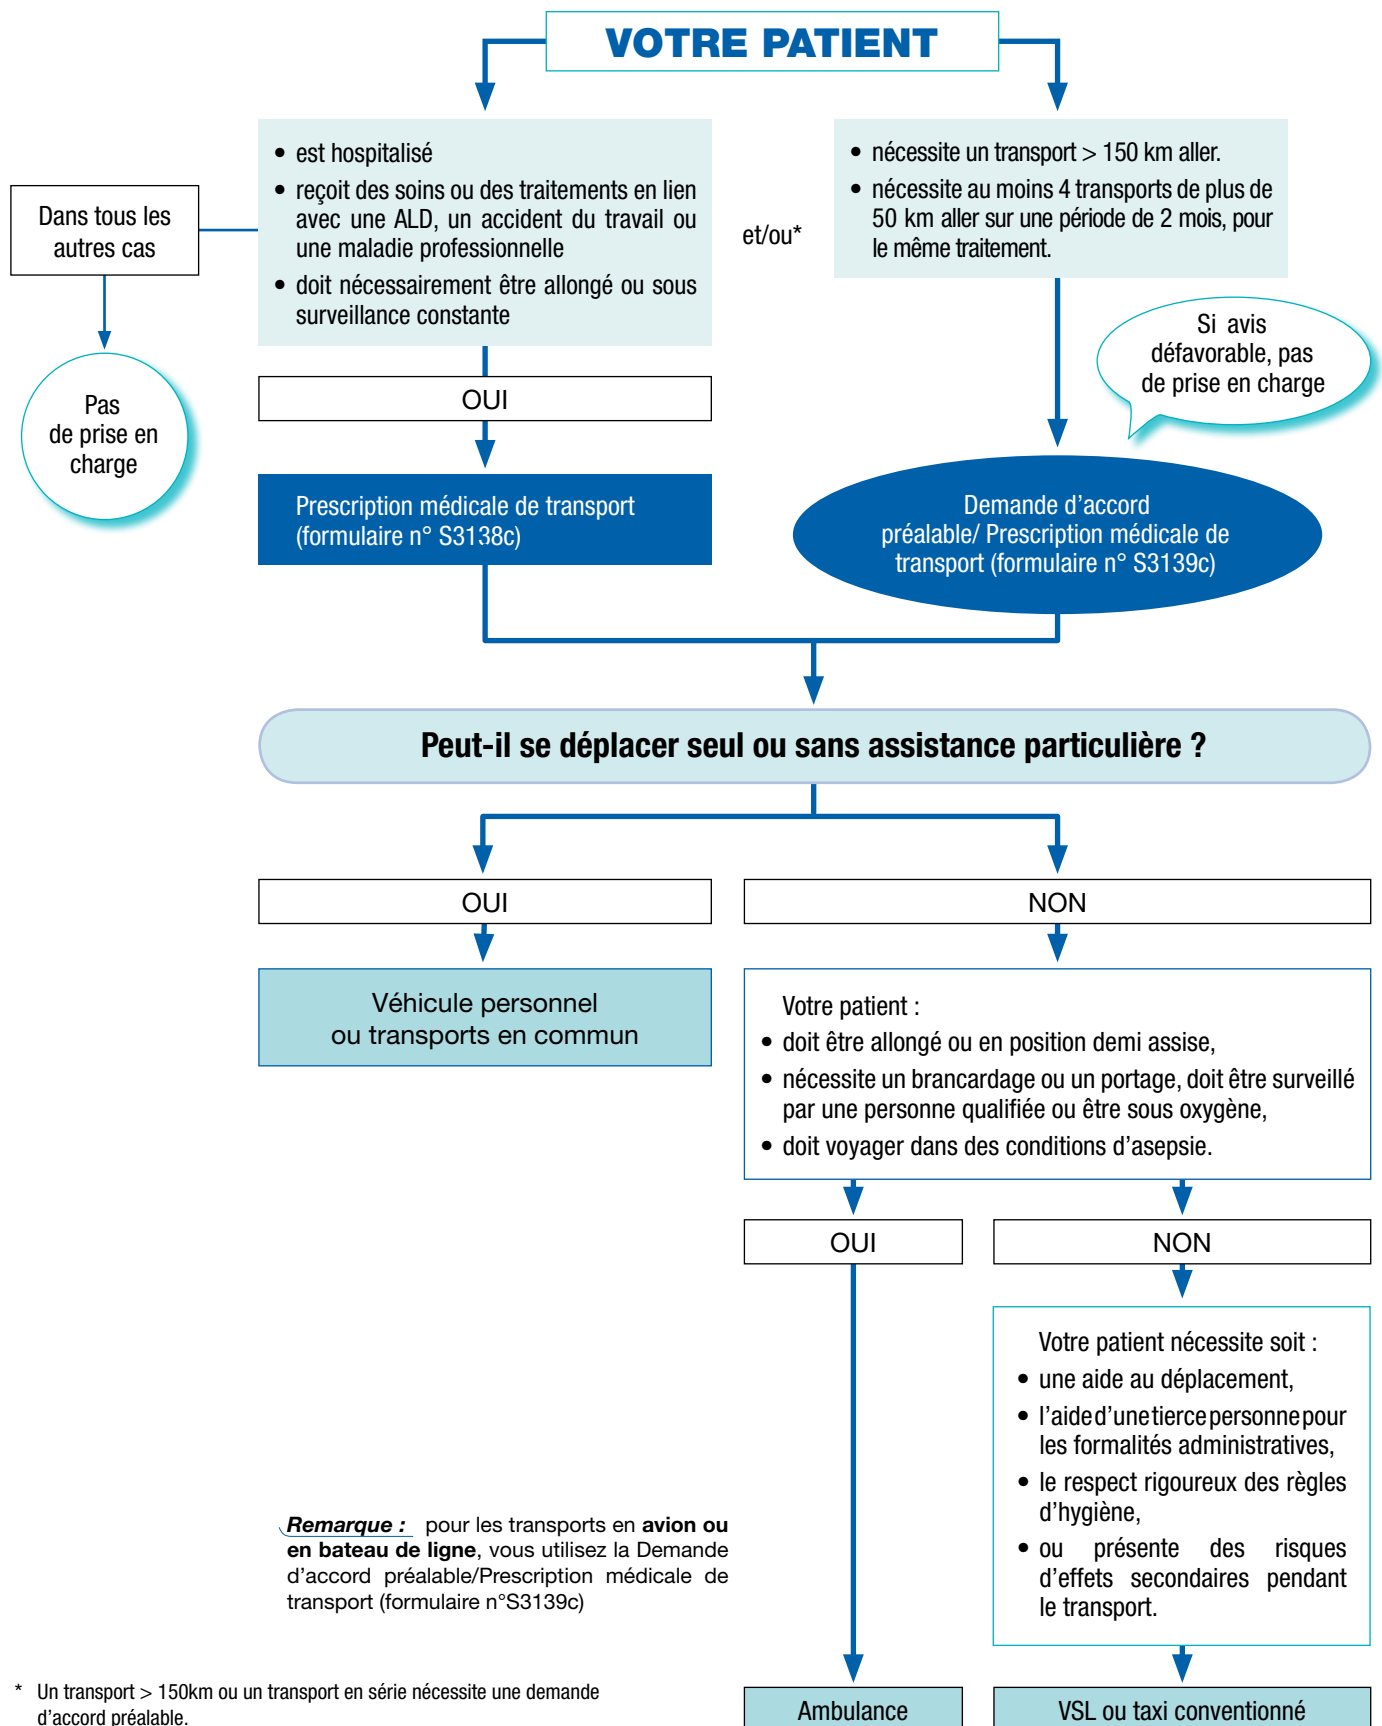 VOTRE PATIENT
• est hospitalisé
• reçoit des soins ou des traitements en lien
avec une ALD, un accident du travail ou
une maladie professionnelle
• doit nécessairement être allongé ou sous
surveillance constante
et/ou*
• nécessite un transport > 150 km aller.
• nécessite au moins 4 transports de plus de
50 km aller sur une période de 2 mois, pour
le même traitement.
Dans tous les
autres cas
Pas
de prise en
charge
Si avis
défavorable, pas
de prise en charge
OUI
Prescription médicale de transport
(formulaire n° S3138c)
Demande d'accord
préalable/ Prescription médicale de
transport (formulaire n° S3139c)
Peut-il se déplacer seul ou sans assistance particulière ?
OUI
NON
Véhicule personnel
ou transports en commun
Votre patient :
• doit être allongé ou en position demi assise,
• nécessite un brancardage ou un portage, doit être surveillé
par une personne qualifiée ou être sous oxygène,
• doit voyager dans des conditions d'asepsie.
OUI
NON
Votre patient nécessite soit :
• une aide au déplacement,
• l'aide d'une tierce personne pour
les formalités administratives,
• le respect rigoureux des règles
d'hygiène,
• ou présente des risques
d'effets secondaires pendant
le transport.
Remarque : pour les transports en avion ou
en bateau de ligne, vous utilisez la Demande
d'accord préalable/Prescription médicale de
transport (formulaire n°S3139c)
* Un transport > 150km ou un transport en série nécessite une demande
d'accord préalable.
Ambulance
VSL ou taxi conventionné